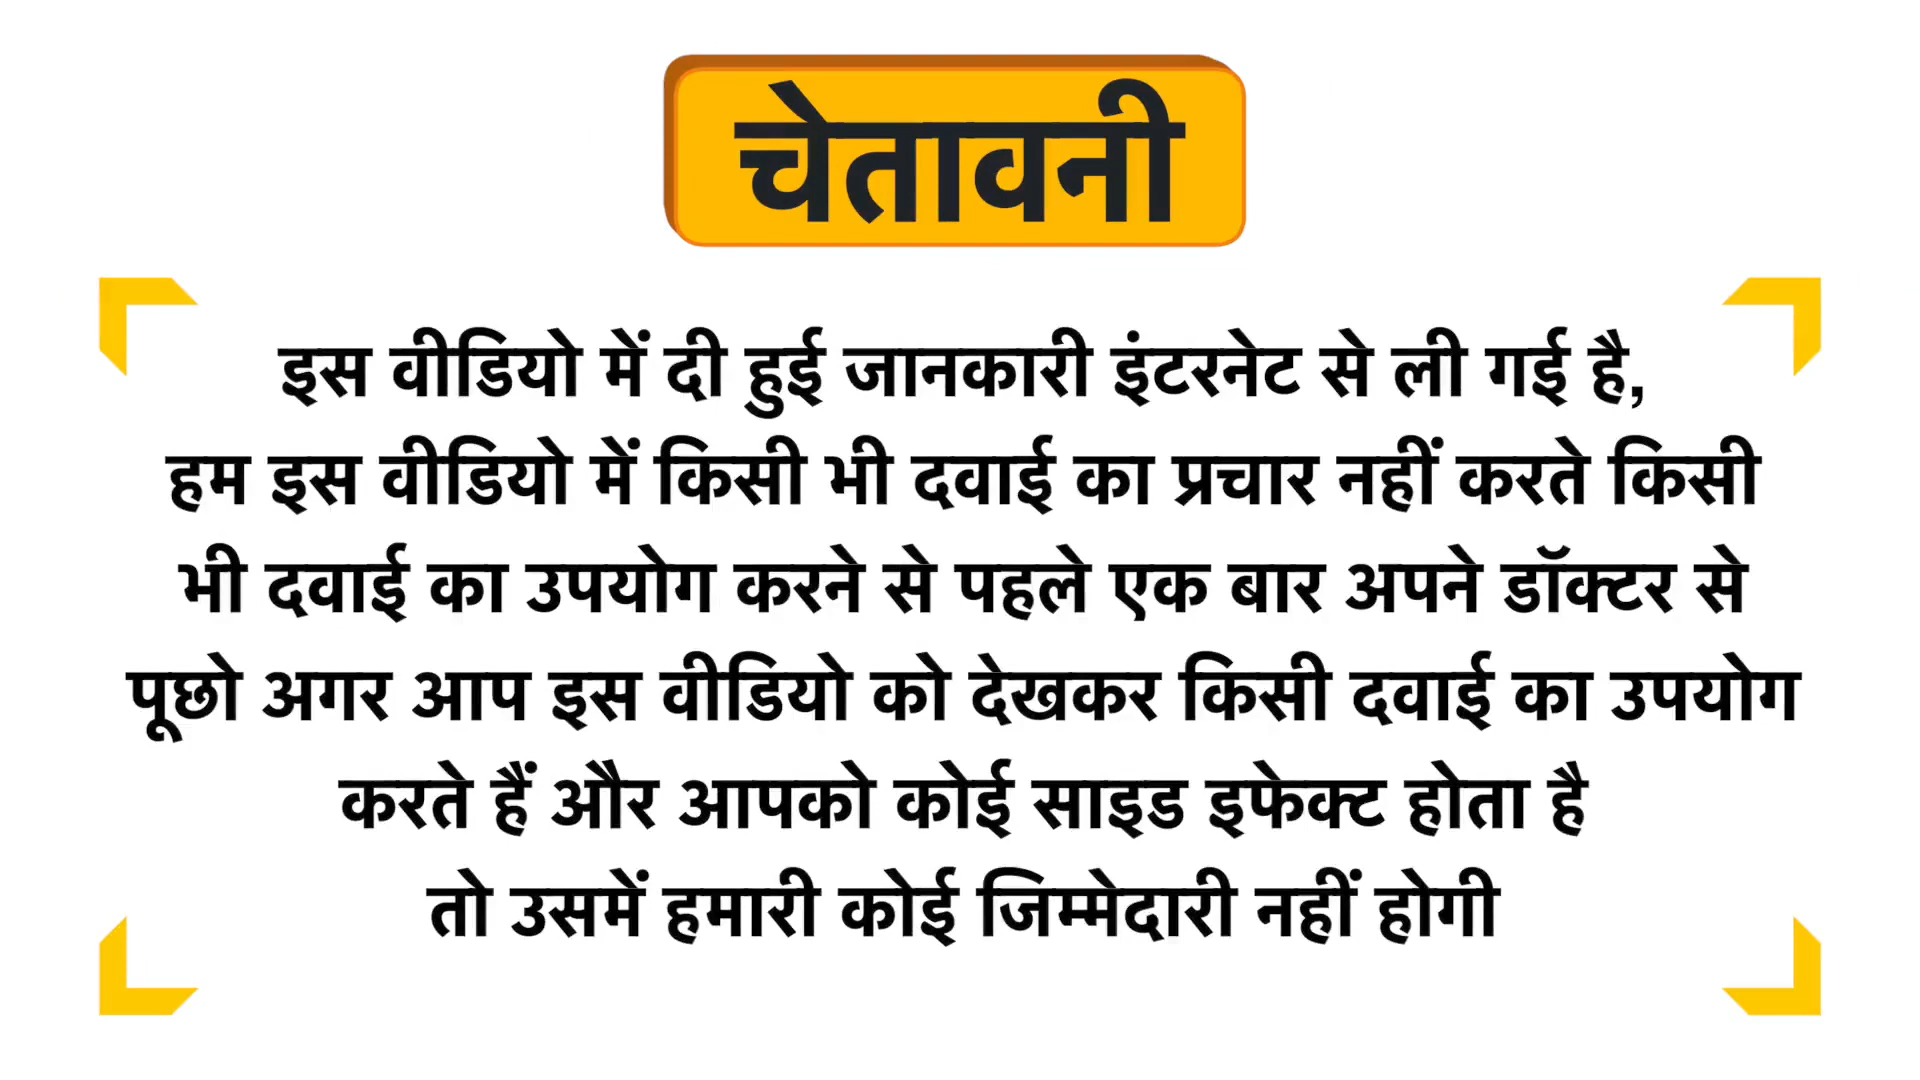 चेतावनी
इस वीडियो में दी हुई जानकारी इंटरनेट से ली गई है,
हम इस वीडियो में किसी भी दवाई का प्रचार नहीं करते किसी
भी दवाई का उपयोग करने से पहले एक बार अपने डॉक्टर से
पूछो अगर आप इस वीडियो को देखकर किसी दवाई का उपयोग
करते हैं और आपको कोई साइड इफेक्ट होता है
तो उसमें हमारी कोई जिम्मेदारी नहीं होगी